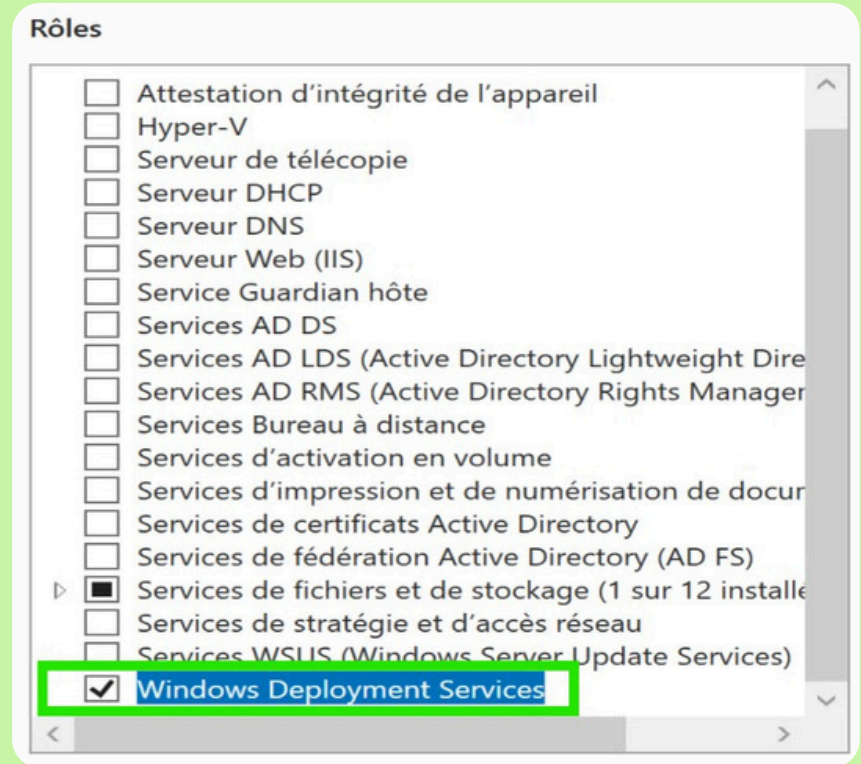 Rôles
Attestation d’intégrité de l’appareil
Hyper-V
Serveur de télécopie
Serveur DHCP
Serveur DNS
Serveur Web (IIS)
Service Guardian hôte
Services AD DS
Services AD LDS (Active Directory Lightweight Dire
Services AD RMS (Active Directory Rights Manager
Services Bureau à distance
Services d’activation en volume
Services d’impression et de numérisation de docur
Services de certificats Active Directory
Services de fédération Active Directory (AD FS)
Services de fichiers et de stockage (1 sur 12 installé
Services de stratégie et d’accès réseau
Services WSUS (Windows Server Update Services)
Windows Deployment Services